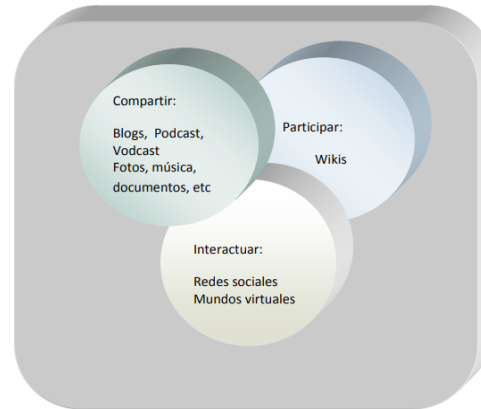 Compartir:
Blogs, Podcast,
Vodcast
Fotos, música,
documentos, etc
Participar:
Wikis
Interactuar:
Redes sociales
Mundos virtuales